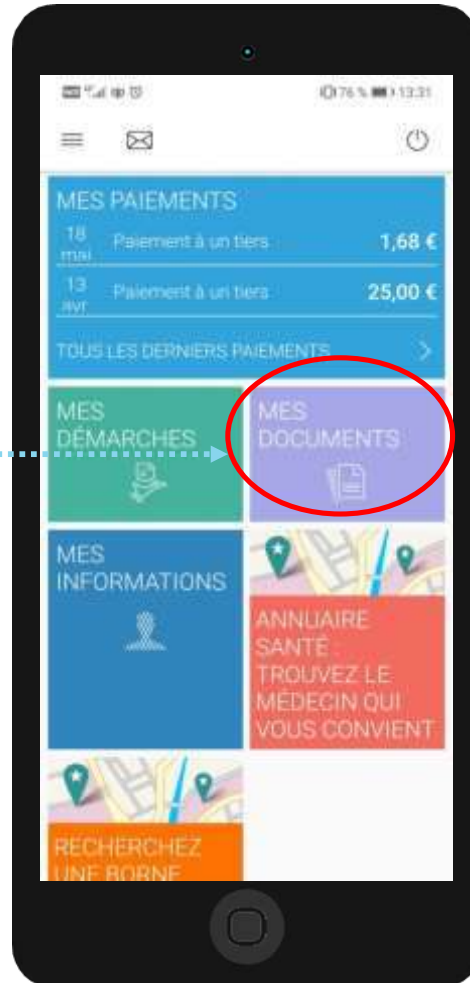 76 % 13:31
MES PAIEMENTS
18
mai
Paiement à un tiers
1,68 €
13
avr
Paiement à un tiers
25,00 €
TOUS LES DERNIERS PAIEMENTS
MES
DÉMARCHES
MES
DOCUMENTS
MES
INFORMATIONS
ANNUAIRE
SANTÉ :
TROUVEZ LE
MÉDECIN QUI
VOUS CONVIENT
RECHERCHEZ
UNE BORNE